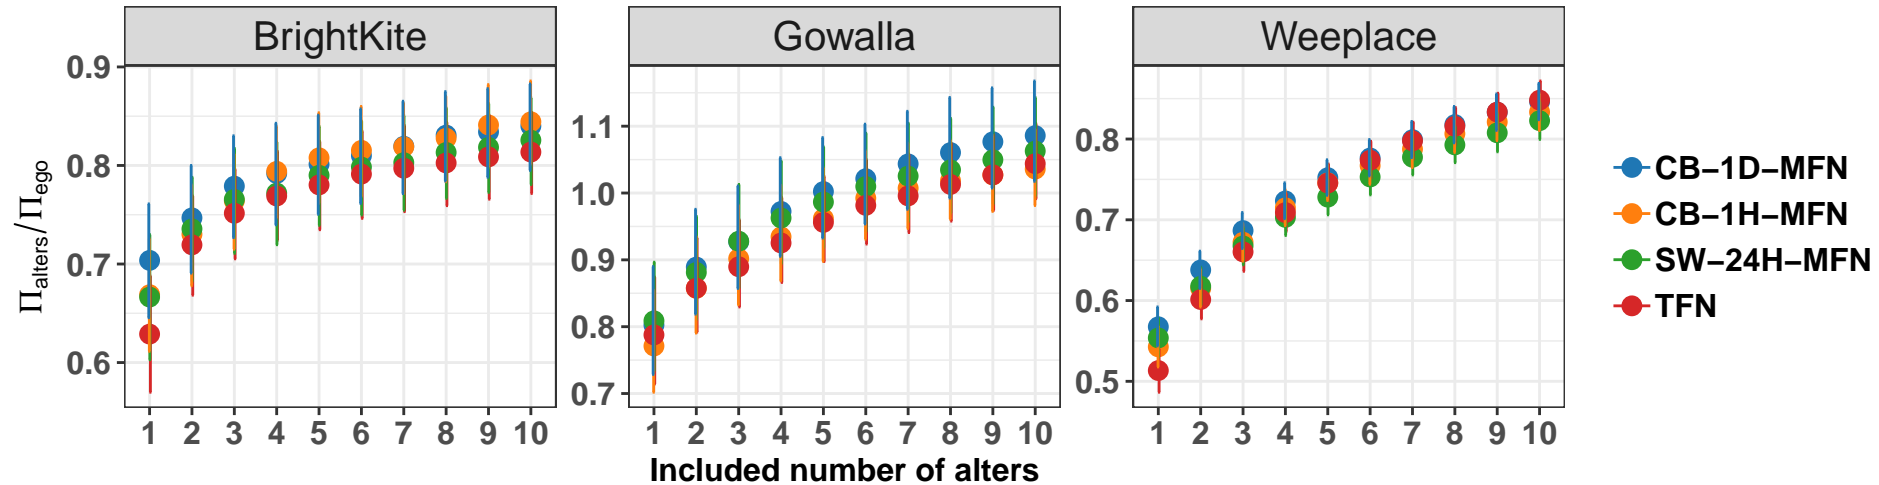 BrightKite Gowalla Weeplace
Π_alters/Π_ego
0.9
0.8
0.7
0.6
1.1
1.0
0.9
0.8
0.7
0.8
0.7
0.6
0.5
1 2 3 4 5 6 7 8 9 10
1 2 3 4 5 6 7 8 9 10
1 2 3 4 5 6 7 8 9 10
Included number of alters
CB−1D−MFN
CB−1H−MFN
SW−24H−MFN
TFN